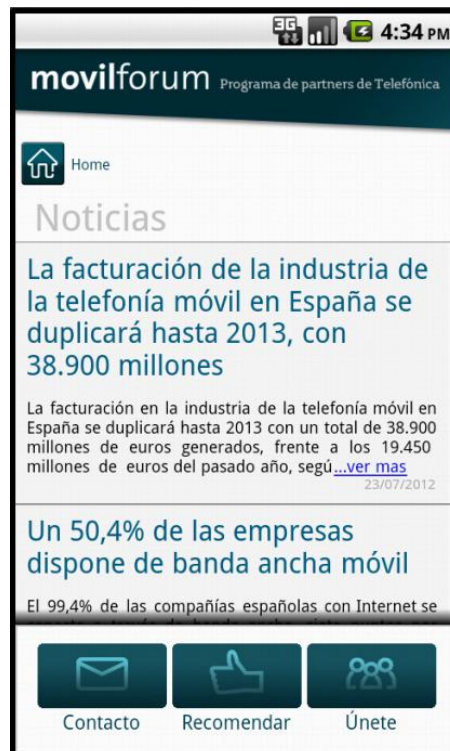 3G 4:34 PM
movilforum Programa de partners de Telefónica
Home
Noticias
La facturación de la industria de
la telefonía móvil en España se
duplicará hasta 2013, con
38.900 millones
La facturación en la industria de la telefonía móvil en
España se duplicará hasta 2013 con un total de 38.900
millones de euros generados, frente a los 19.450
millones de euros del pasado año, segú...ver mas
23/07/2012
Un 50,4% de las empresas
dispone de banda ancha móvil
El 99,4% de las compañías españolas con Internet se
Contacto Recomendar Únete